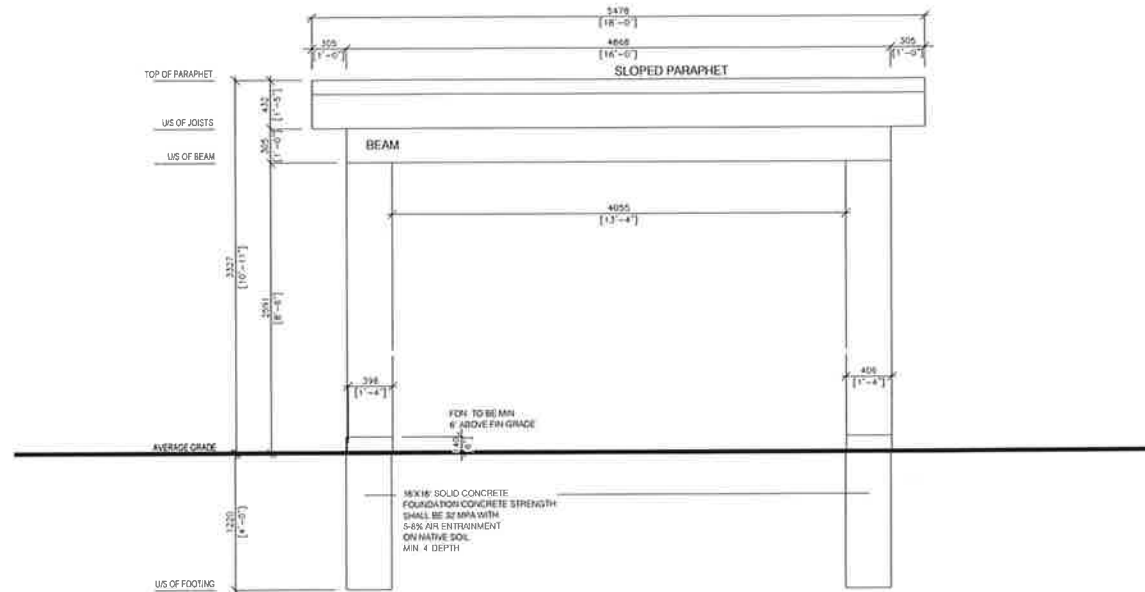 5478
[18'-0"]
305
[1'-0"]
4868
[16'-0"]
305
[1'-0"]
SLOPED PARAPHET
TOP OF PARAPHET
432
[1'-5"]
U/S OF JOISTS
305
[1'-0"]
BEAM
U/S OF BEAM
4055
[13'-4"]
3327
[10'-11"]
2591
[8'-6"]
398
[1'-4"]
406
[1'-4"]
FDN TO BE MIN
6' ABOVE FIN GRADE
140
[6"]
AVERAGE GRADE
16'X16' SOLID CONCRETE
FOUNDATION CONCRETE STRENGTH
SHALL BE 32 MPA WITH
5-8% AIR ENTRAINMENT
ON NATIVE SOIL
MIN 4 DEPTH
1220
[4'-0"]
U/S OF FOOTING